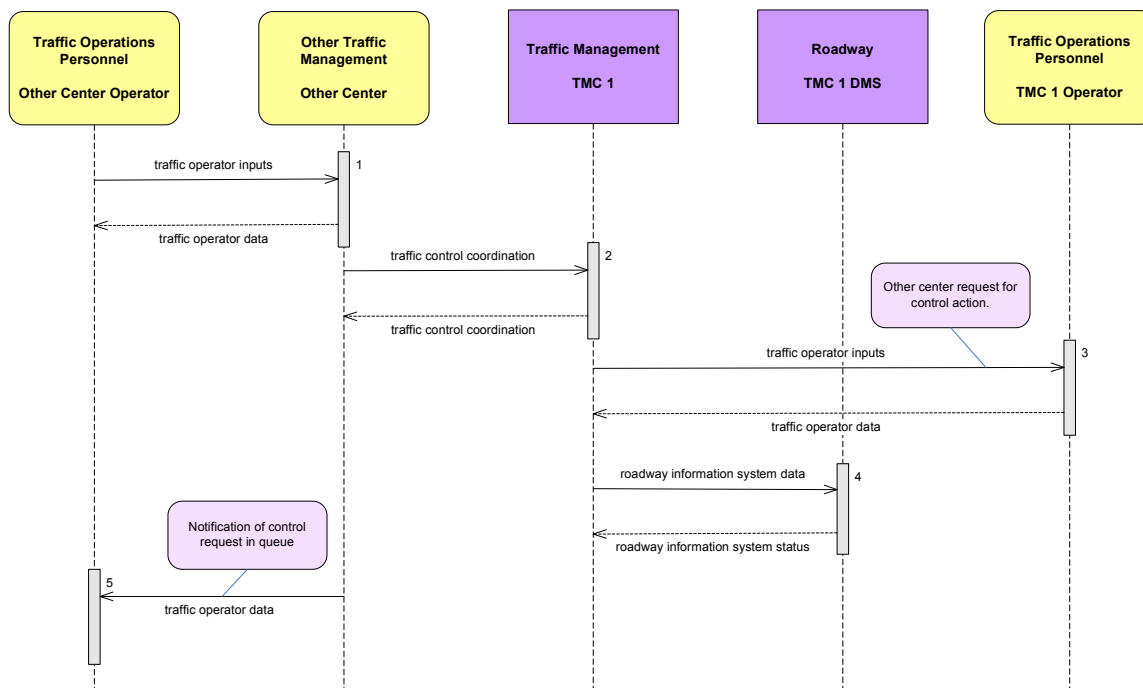 Traffic Operations
Personnel
Other Center Operator
Other Traffic
Management
Other Center
Traffic Management
TMC 1
Roadway
TMC 1 DMS
Traffic Operations
Personnel
TMC 1 Operator
traffic operator inputs
1
traffic operator data
traffic control coordination
2
traffic control coordination
Other center request for
control action.
traffic operator inputs
3
traffic operator data
roadway information system data
4
roadway information system status
Notification of control
request in queue
5
traffic operator data